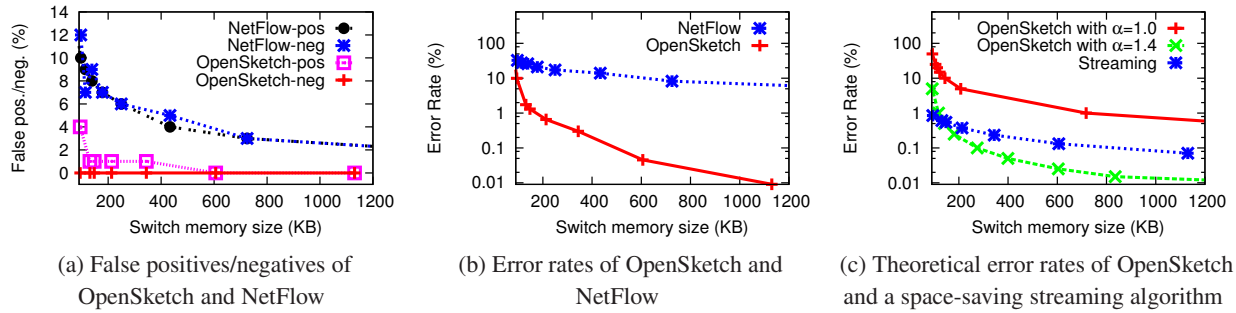 False pos./neg. (%)
14
12
10
8
6
4
2
0
NetFlow-pos
NetFlow-neg
OpenSketch-pos
OpenSketch-neg
200 400 600 800 1000 1200
Switch memory size (KB)
(a) False positives/negatives of
OpenSketch and NetFlow
Error Rate (%)
100
10
1
0.1
0.01
NetFlow
OpenSketch
200 400 600 800 1000 1200
Switch memory size (KB)
(b) Error rates of OpenSketch and
NetFlow
Error Rate (%)
100
10
1
0.1
0.01
OpenSketch with α=1.0
OpenSketch with α=1.4
Streaming
200 400 600 800 1000 1200
Switch memory size (KB)
(c) Theoretical error rates of OpenSketch
and a space-saving streaming algorithm